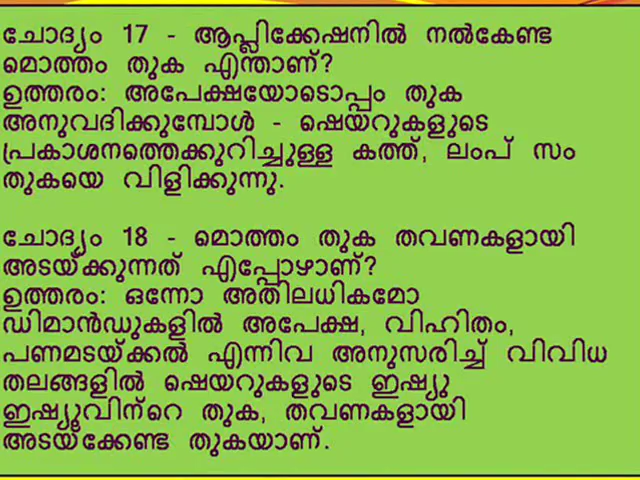 ചോദ്യം 17 - ആപ്ലിക്കേഷനിൽ നൽകേണ്ട
മൊത്തം തുക എന്താണ്?
ഉത്തരം: അപേക്ഷയോടൊപ്പം തുക
അനുവദിക്കുമ്പോൾ - ഷെയറുകളുടെ
പ്രകാശനത്തെക്കുറിച്ചുള്ള കത്ത്, ലംപ് സം
തുകയെ വിളിക്കുന്നു.
ചോദ്യം 18 - മൊത്തം തുക തവണകളായി
അടയ്ക്കുന്നത് എപ്പോഴാണ്?
ഉത്തരം: ഒന്നോ അതിലധികമോ
ഡിമാൻഡുകളിൽ അപേക്ഷ, വിഹിതം,
പണമടയ്ക്കൽ എന്നിവ അനുസരിച്ച് വിവിധ
തലങ്ങളിൽ ഷെയറുകളുടെ ഇഷ്യു
ഇഷ്യൂവിന്റെ തുക, തവണകളായി
അടയ്ക്കേണ്ട തുകയാണ്.